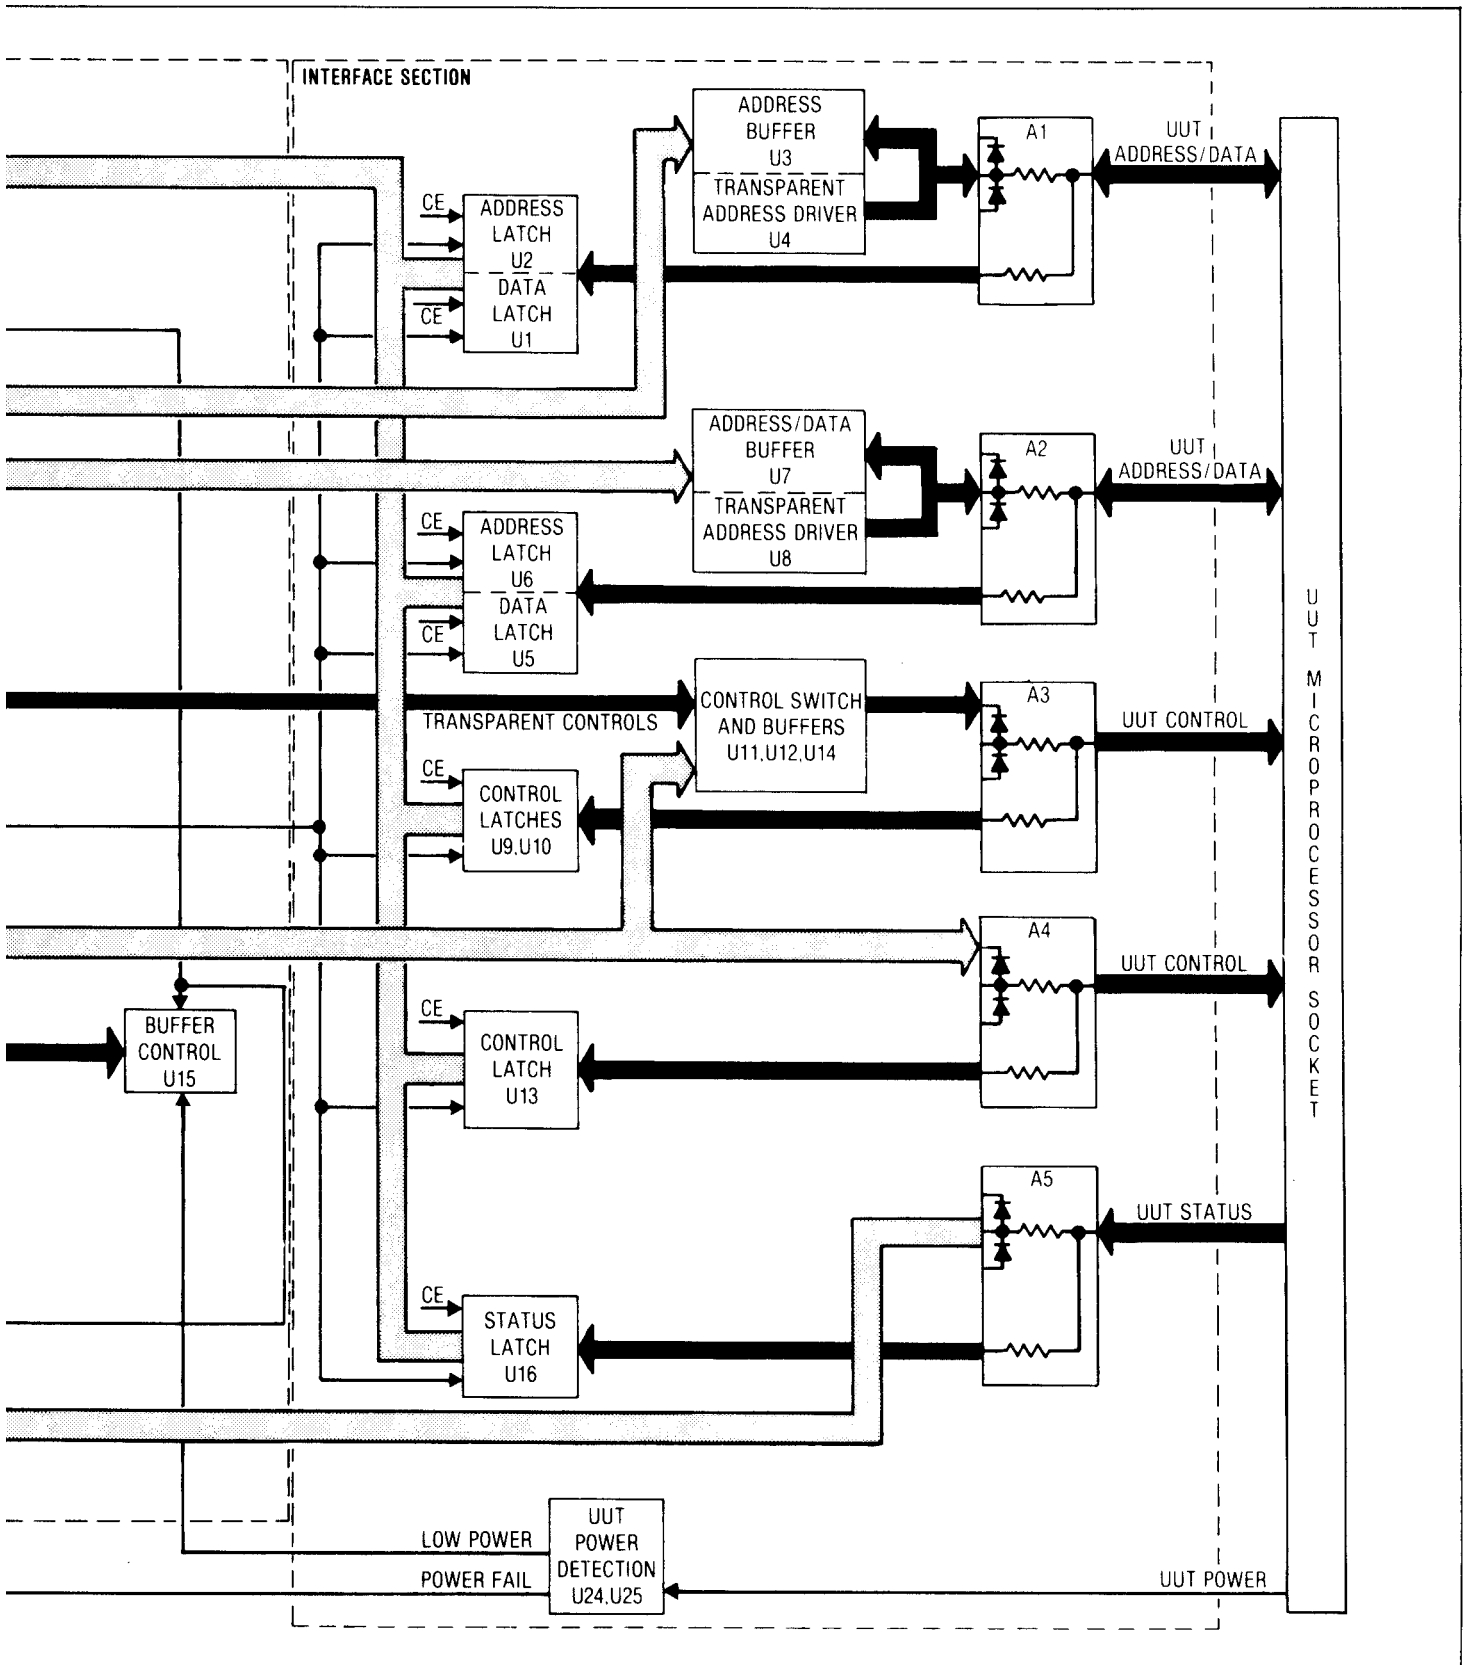 INTERFACE SECTION
ADDRESS
BUFFER
U3
TRANSPARENT
ADDRESS DRIVER
U4
A1
UUT
ADDRESS/DATA
CE
ADDRESS
LATCH
U2
DATA
LATCH
U1
CE
ADDRESS/DATA
BUFFER
U7
TRANSPARENT
ADDRESS DRIVER
U8
A2
UUT
ADDRESS/DATA
CE
ADDRESS
LATCH
U6
DATA
LATCH
U5
CE
TRANSPARENT CONTROLS
CONTROL SWITCH
AND BUFFERS
U11,U12,U14
A3
UUT CONTROL
CE
CONTROL
LATCHES
U9,U10
A4
UUT CONTROL
BUFFER
CONTROL
U15
CE
CONTROL
LATCH
U13
A5
UUT STATUS
CE
STATUS
LATCH
U16
UUT MICROPROCESSOR SOCKET
LOW POWER
POWER FAIL
UUT
POWER
DETECTION
U24,U25
UUT POWER